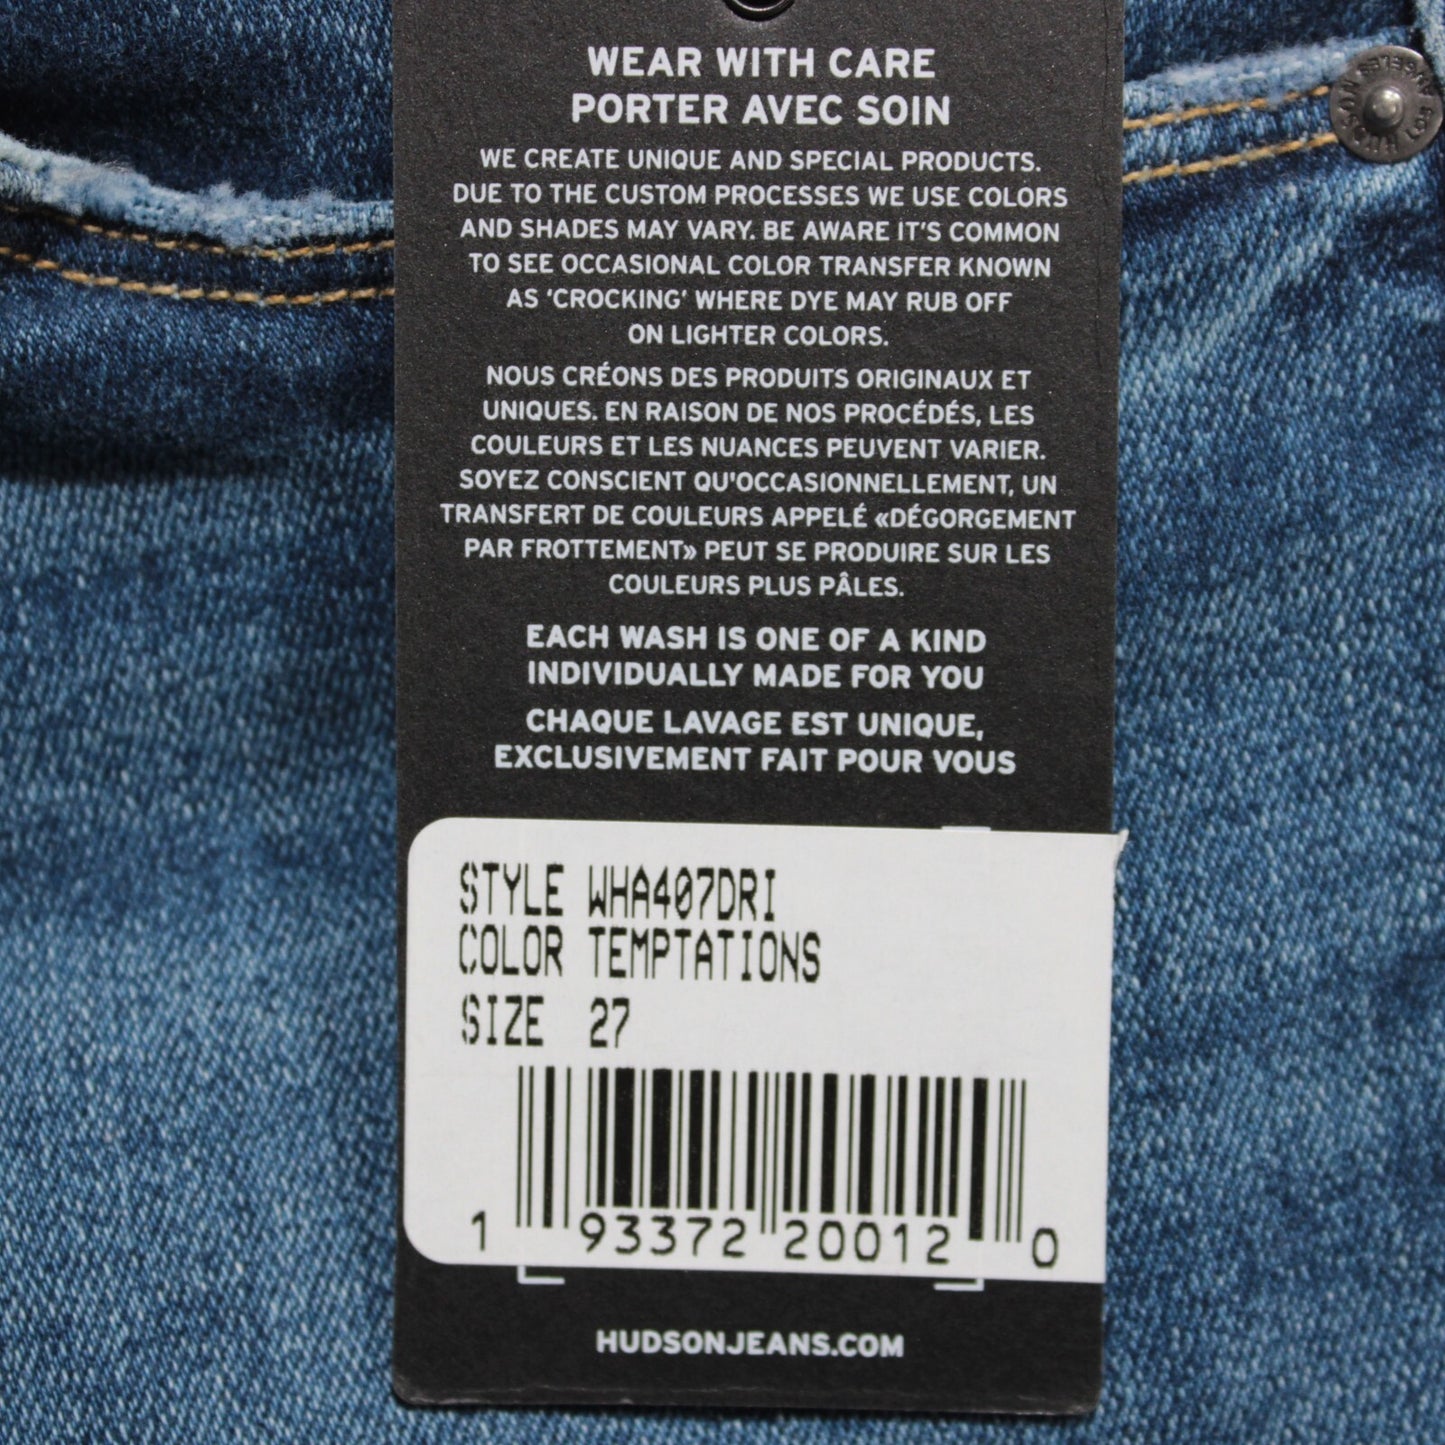 WEAR WITH CARE
PORTER AVEC SOIN
WE CREATE UNIQUE AND SPECIAL PRODUCTS.
DUE TO THE CUSTOM PROCESSES WE USE COLORS
AND SHADES MAY VARY. BE AWARE IT'S COMMON
TO SEE OCCASIONAL COLOR TRANSFER KNOWN
AS 'CROCKING' WHERE DYE MAY RUB OFF
ON LIGHTER COLORS.
NOUS CRÉONS DES PRODUITS ORIGINAUX ET
UNIQUES. EN RAISON DE NOS PROCÉDÉS, LES
COULEURS ET LES NUANCES PEUVENT VARIER.
SOYEZ CONSCIENT QU'OCCASIONNELLEMENT, UN
TRANSFERT DE COULEURS APPELÉ «DÉGORGEMENT
PAR FROTTEMENT» PEUT SE PRODUIRE SUR LES
COULEURS PLUS PÂLES.
EACH WASH IS ONE OF A KIND
INDIVIDUALLY MADE FOR YOU
CHAQUE LAVAGE EST UNIQUE,
EXCLUSIVEMENT FAIT POUR VOUS
STYLE WHA407DRI
COLOR TEMPTATIONS
SIZE 27
1 93372 20012 0
HUDSONJEANS.COM
HUDSON LOS ANGELES